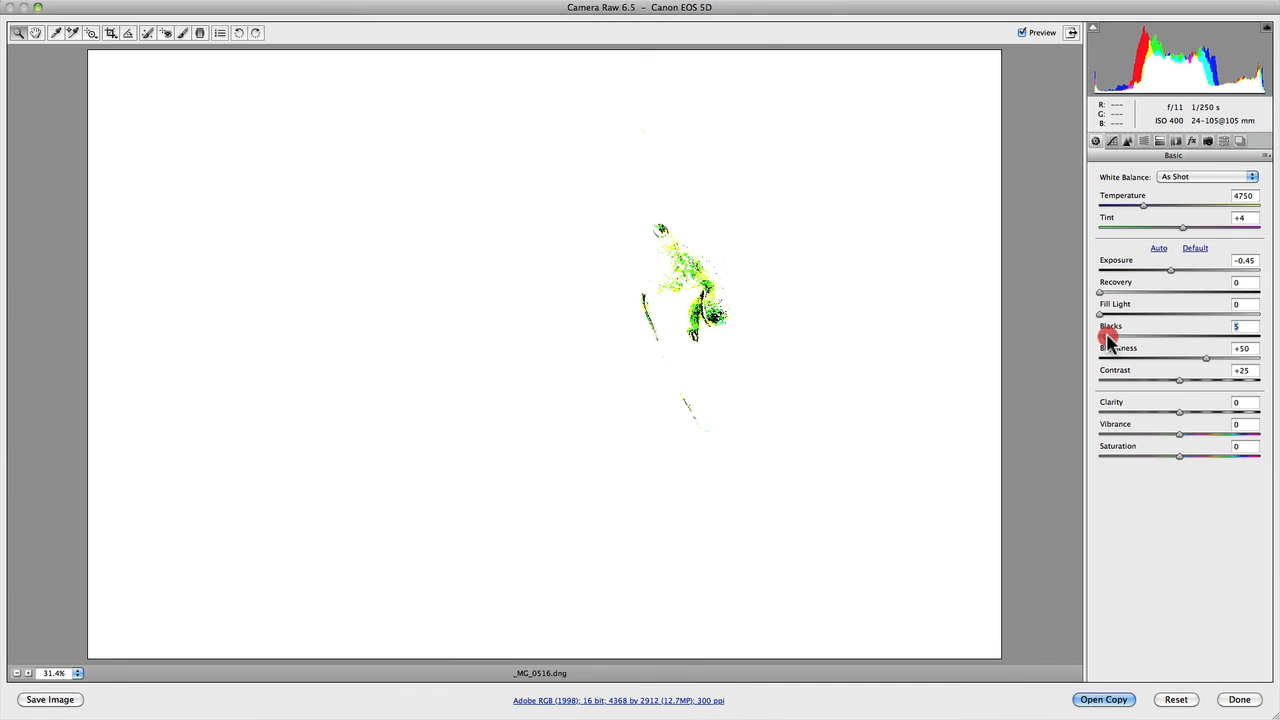 Camera Raw 6.5 - Canon EOS 5D
Preview
R: ---
G: ---
B: ---
f/11 1/250 s
ISO 400 24-105@105 mm
fx
Basic
White Balance: As Shot
Temperature 4750
Tint +4
Auto Default
Exposure -0.45
Recovery 0
Fill Light 0
Blacks 5
Brightness +50
Contrast +25
Clarity 0
Vibrance 0
Saturation 0
31.4%
_MG_0516.dng
Save Image
Adobe RGB (1998); 16 bit; 4368 by 2912 (12.7MP); 300 ppi
Open Copy
Reset
Done